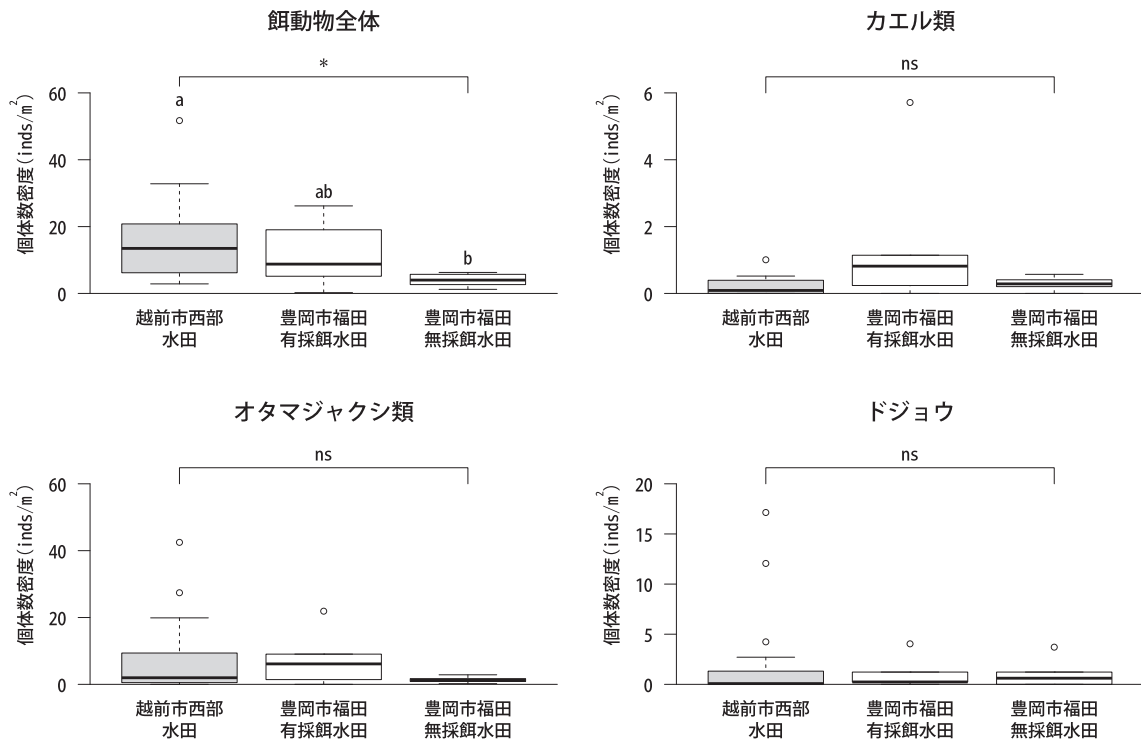 餌動物全体
*
個体数密度(inds/m²)
60
40
20
0
a
ab
b
越前市西部
水田
豊岡市福田
有採餌水田
豊岡市福田
無採餌水田
カエル類
ns
個体数密度(inds/m²)
6
4
2
0
越前市西部
水田
豊岡市福田
有採餌水田
豊岡市福田
無採餌水田
オタマジャクシ類
ns
個体数密度(inds/m²)
60
40
20
0
越前市西部
水田
豊岡市福田
有採餌水田
豊岡市福田
無採餌水田
ドジョウ
ns
個体数密度(inds/m²)
20
15
10
5
0
越前市西部
水田
豊岡市福田
有採餌水田
豊岡市福田
無採餌水田